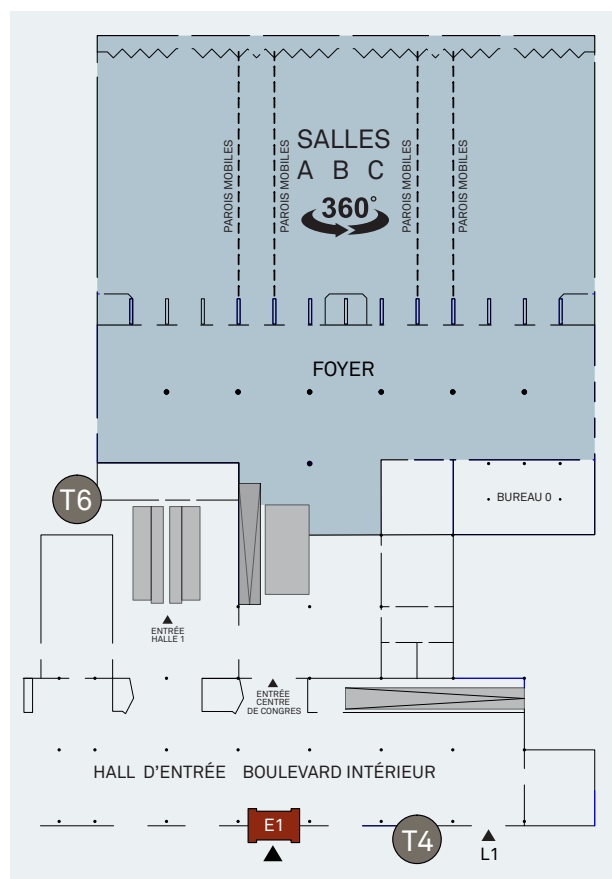 SALLES
A B C
360°
PAROIS MOBILES
PAROIS MOBILES
PAROIS MOBILES
PAROIS MOBILES
FOYER
T6
BUREAU 0
ENTRÉE
HALLE 1
ENTRÉE
CENTRE
DE CONGRES
HALL D'ENTRÉE BOULEVARD INTÉRIEUR
E1
T4
L1